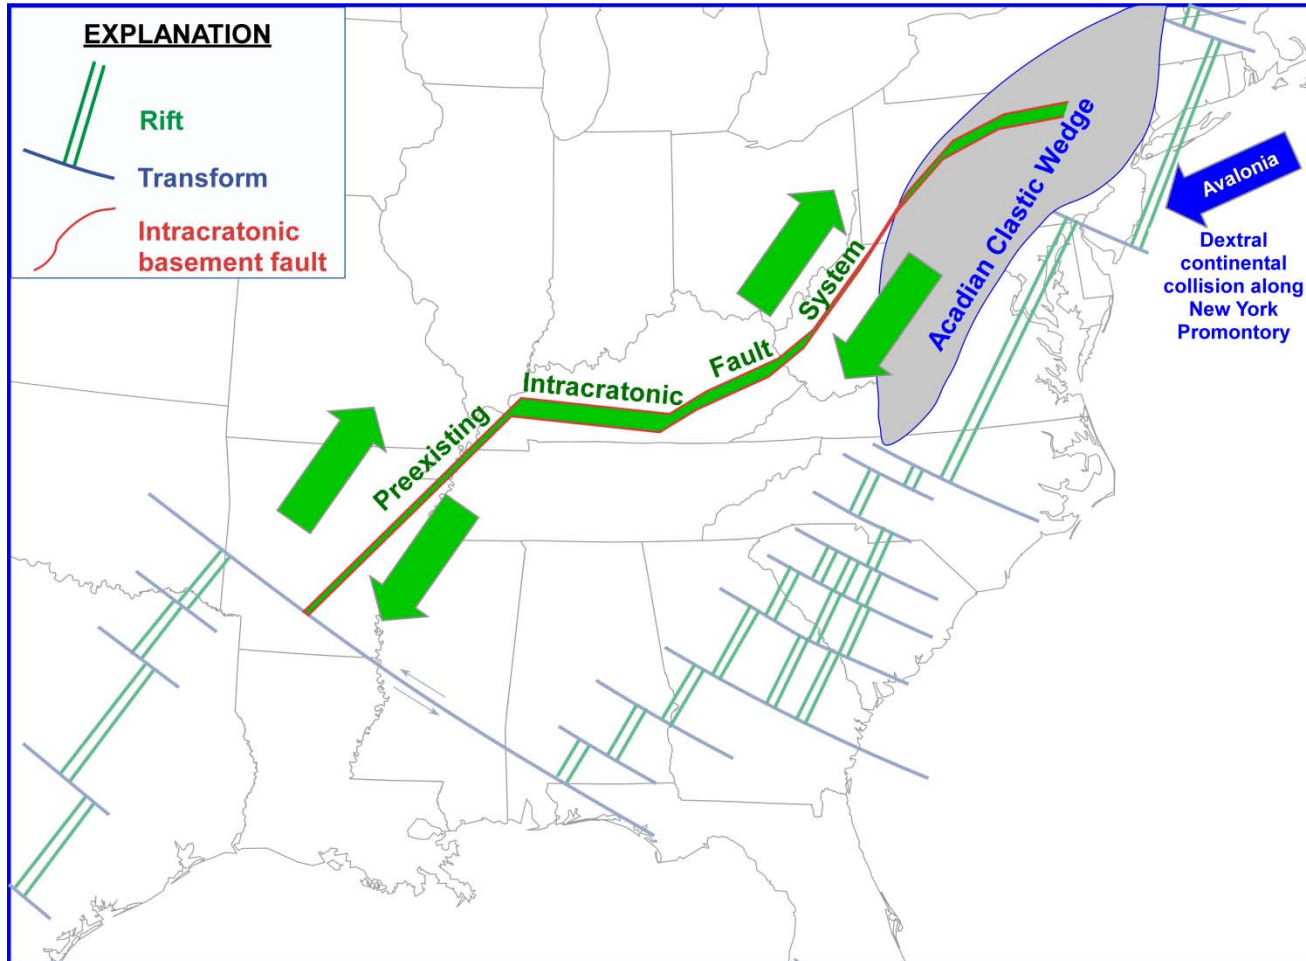 EXPLANATION
Rift
Transform
Intracratonic
basement fault
Preexisting
Intracratonic
Fault
System
Acadian Clastic Wedge
Avalonia
Dextral
continental
collision along
New York
Promontory